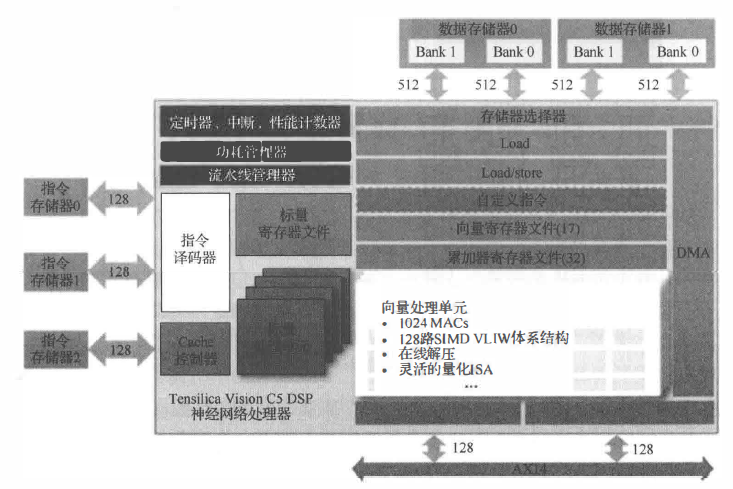 数据存储器0
数据存储器1
Bank 1
Bank 0
Bank 1
Bank 0
512
512
512
512
定时器、中断、性能计数器
存储器选择器
功耗管理器
Load
流水线管理器
Load/store
指令
存储器0
128
自定义指令
指令
译码器
标量
寄存器文件
向量寄存器文件(17)
DMA
累加器寄存器文件(32)
指令
存储器1
128
向量处理单元
• 1024 MACs
• 128路SIMD VLIW体系结构
• 在线解压
• 灵活的量化ISA
...
指令
存储器2
128
Cache
控制器
Tensilica Vision C5 DSP
神经网络处理器
128
128
AXI4